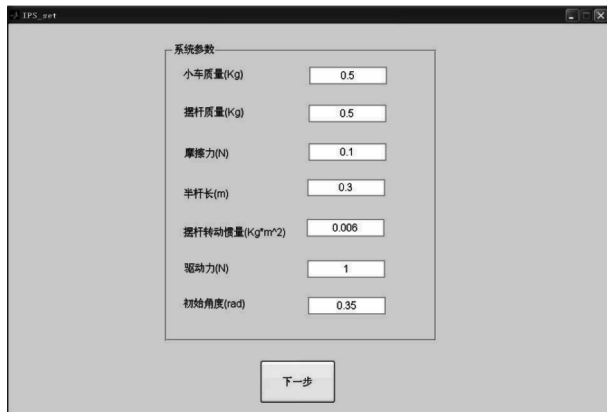 IPS_set
系统参数
小车质量(Kg) 0.5
摆杆质量(Kg) 0.5
摩擦力(N) 0.1
半杆长(m) 0.3
摆杆转动惯量(Kg*m^2) 0.006
驱动力(N) 1
初始角度(rad) 0.35
下一步